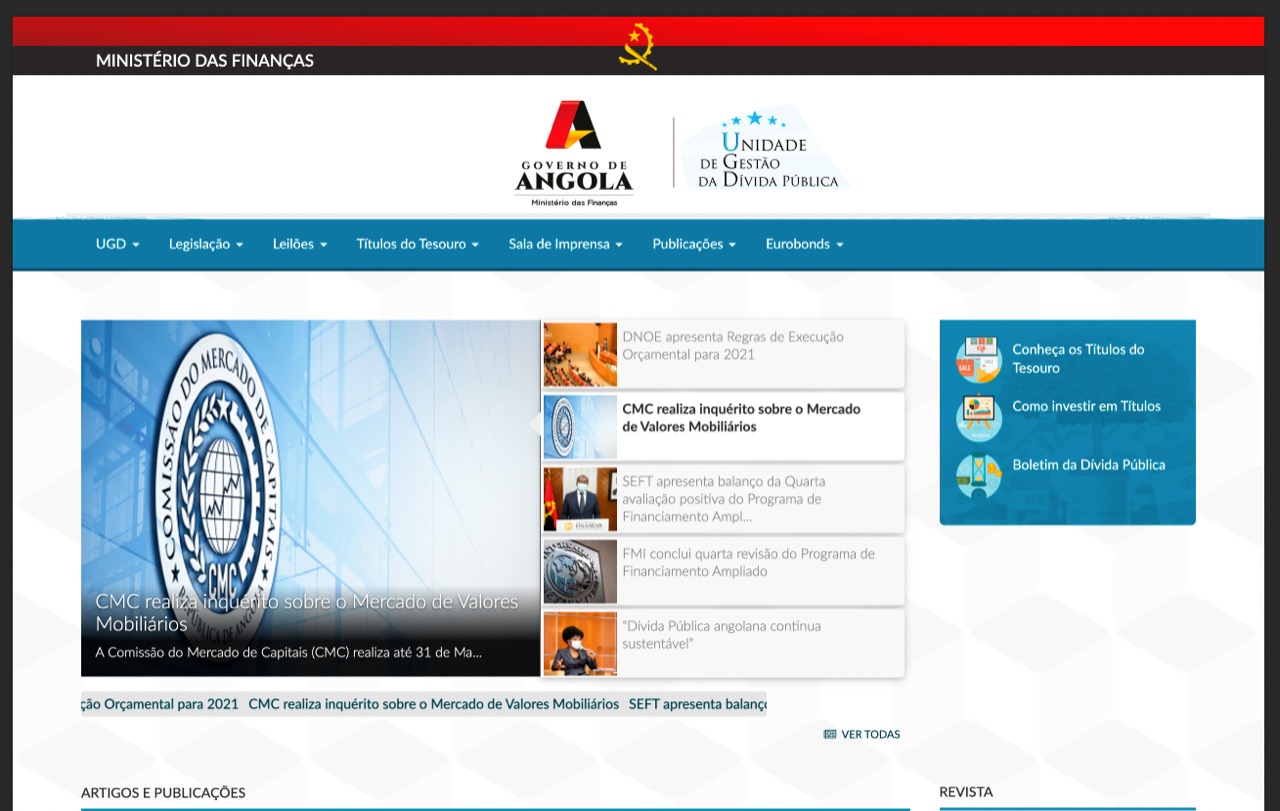 MINISTÉRIO DAS FINANÇAS
GOVERNO DE
ANGOLA
Ministério das Finanças
UNIDADE
DE GESTÃO
DA DÍVIDA PÚBLICA
UGD
Legislação
Leilões
Títulos do Tesouro
Sala de Imprensa
Publicações
Eurobonds
COMISSÃO DO MERCADO DE CAPITAIS
CMC
REPÚBLICA DE ANGOLA
CMC realiza inquérito sobre o Mercado de Valores
Mobiliários
A Comissão do Mercado de Capitais (CMC) realiza até 31 de Ma...
DNOE apresenta Regras de Execução
Orçamental para 2021
CMC realiza inquérito sobre o Mercado
de Valores Mobiliários
SEFT apresenta balanço da Quarta
avaliação positiva do Programa de
Financiamento Ampl...
FMI conclui quarta revisão do Programa de
Financiamento Ampliado
“Dívida Pública angolana continua
sustentável”
Conheça os Títulos do
Tesouro
Como investir em Títulos
Boletim da Dívida Pública
ção Orçamental para 2021 CMC realiza inquérito sobre o Mercado de Valores Mobiliários SEFT apresenta balanç
VER TODAS
ARTIGOS E PUBLICAÇÕES
REVISTA